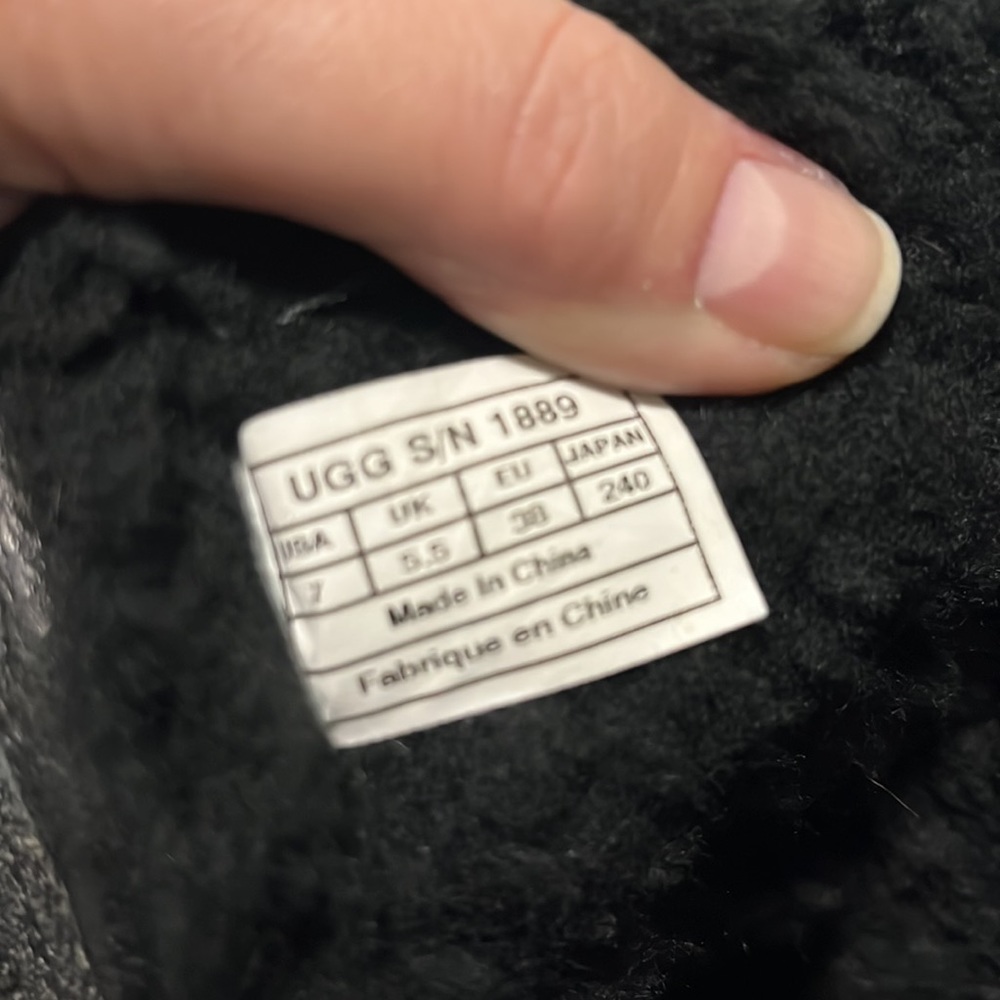 UGG S/N 1889
USA UK EU JAPAN
7 5.5 38 240
Made in China
Fabrique en Chine